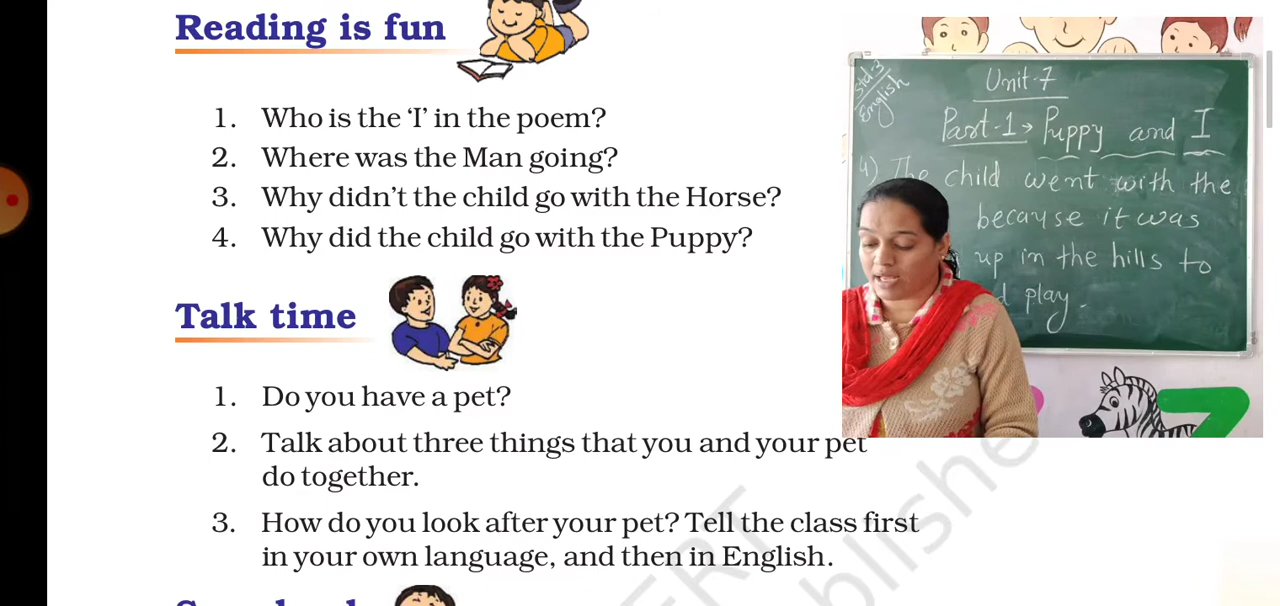 Reading is fun
1. Who is the ‘I’ in the poem?
2. Where was the Man going?
3. Why didn’t the child go with the Horse?
4. Why did the child go with the Puppy?
Talk time
1. Do you have a pet?
2. Talk about three things that you and your pet
do together.
3. How do you look after your pet? Tell the class first
in your own language, and then in English.
Std-3
English
Unit-7
Part-1 → Puppy and I
4) The child went with the
because it was
up in the hills to
play.